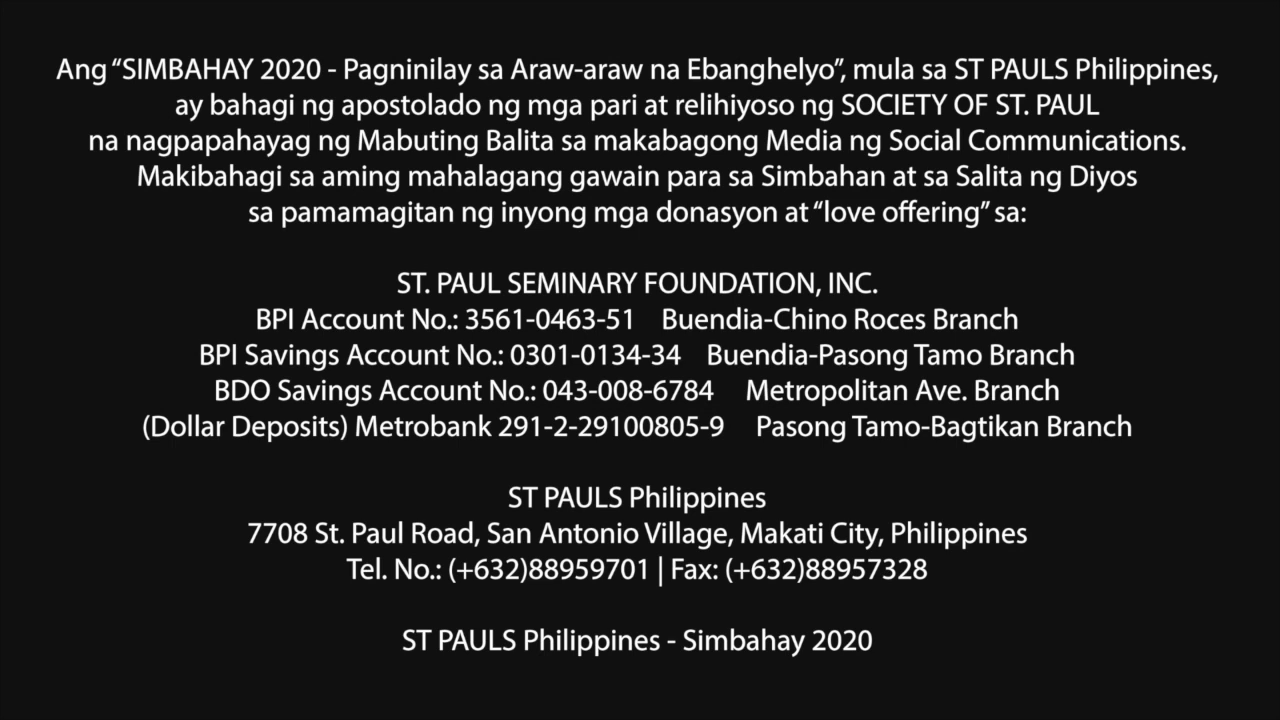 Ang “SIMBAHAY 2020 - Pagninilay sa Araw-araw na Ebanghelyo”, mula sa ST PAULS Philippines,
ay bahagi ng apostolado ng mga pari at relihiyoso ng SOCIETY OF ST. PAUL
na nagpapahayag ng Mabuting Balita sa makabagong Media ng Social Communications.
Makibahagi sa aming mahalagang gawain para sa Simbahan at sa Salita ng Diyos
sa pamamagitan ng inyong mga donasyon at “love offering” sa:
ST. PAUL SEMINARY FOUNDATION, INC.
BPI Account No.: 3561-0463-51 Buendia-Chino Roces Branch
BPI Savings Account No.: 0301-0134-34 Buendia-Pasong Tamo Branch
BDO Savings Account No.: 043-008-6784 Metropolitan Ave. Branch
(Dollar Deposits) Metrobank 291-2-29100805-9 Pasong Tamo-Bagtikan Branch
ST PAULS Philippines
7708 St. Paul Road, San Antonio Village, Makati City, Philippines
Tel. No.: (+632)88959701 | Fax: (+632)88957328
ST PAULS Philippines - Simbahay 2020